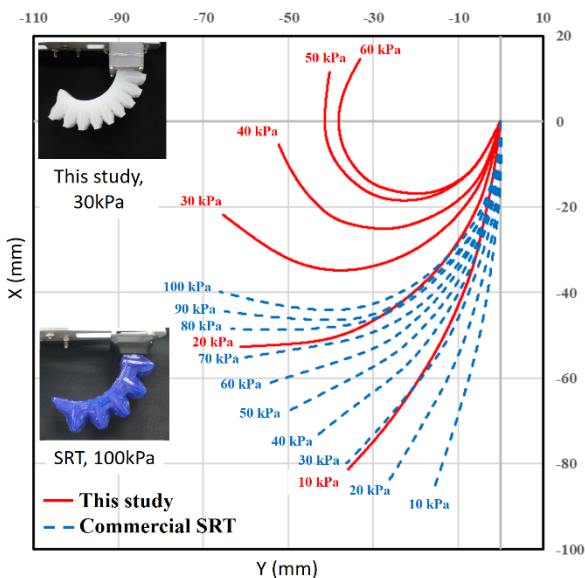 -110 -90 -70 -50 -30 -10 10
20
0
-20
-40
-60
-80
-100
X (mm)
Y (mm)
This study,
30kPa
SRT, 100kPa
50 kPa
60 kPa
40 kPa
30 kPa
20 kPa
10 kPa
100 kPa
90 kPa
80 kPa
70 kPa
60 kPa
50 kPa
40 kPa
30 kPa
20 kPa
10 kPa
This study
Commercial SRT